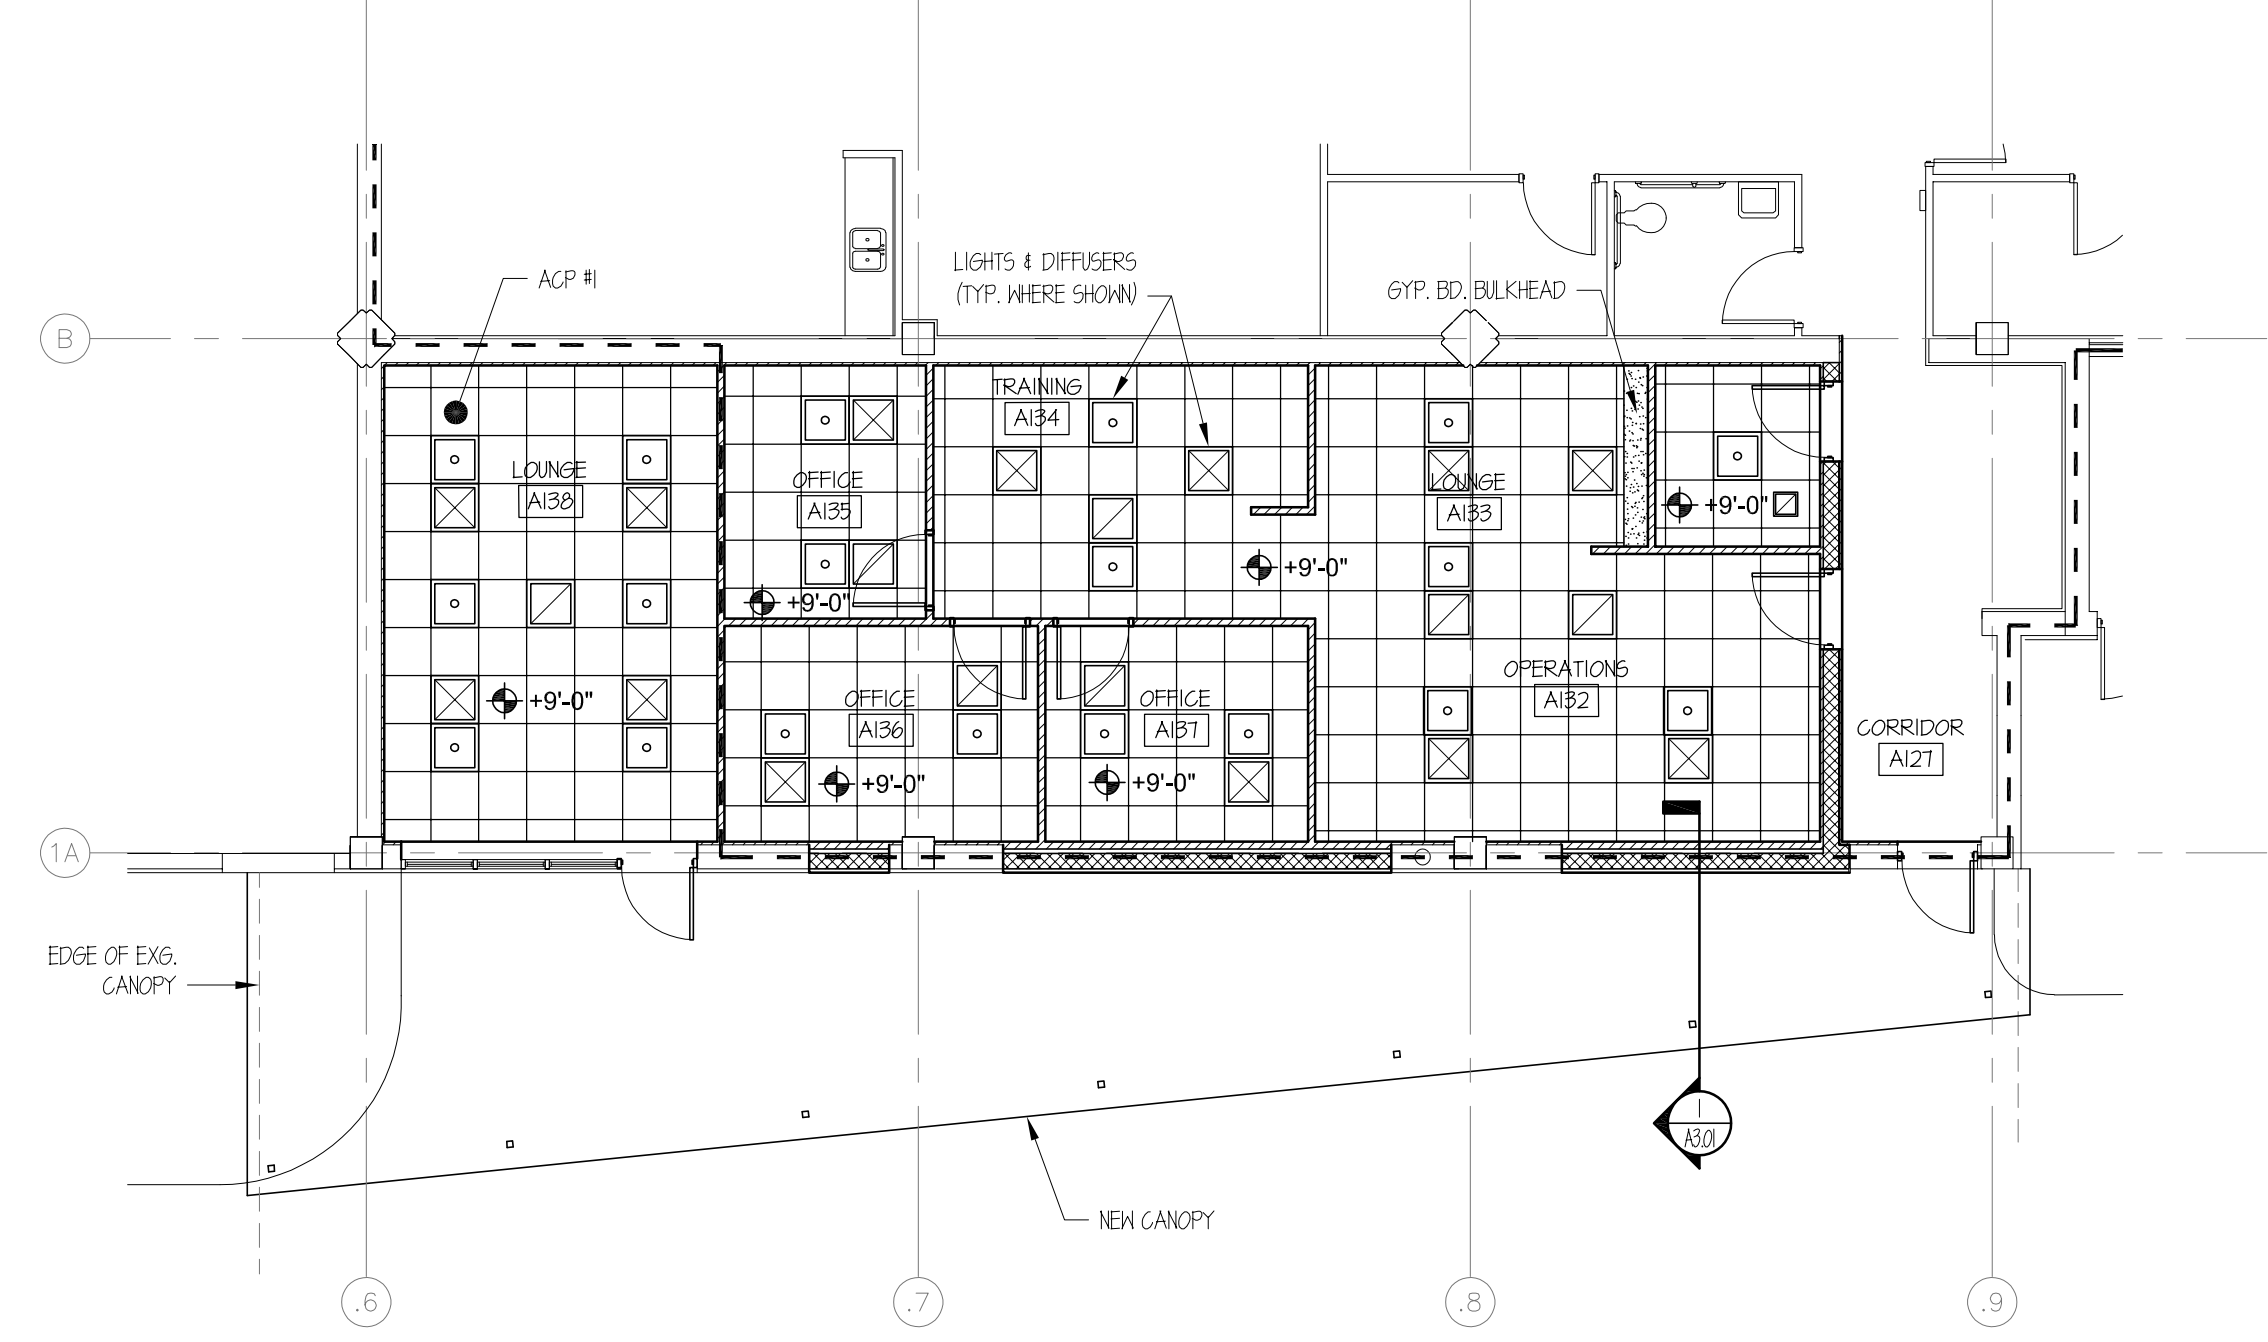 ACP #1
LIGHTS & DIFFUSERS
(TYP. WHERE SHOWN)
GYP. BD. BULKHEAD
B
TRAINING
A134
LOUNGE
A138
OFFICE
A135
LOUNGE
A133
+9'-0"
+9'-0"
+9'-0"
+9'-0"
OFFICE
A136
+9'-0"
OFFICE
A137
+9'-0"
OPERATIONS
A132
CORRIDOR
A127
1A
EDGE OF EXG.
CANOPY
1
A3.01
NEW CANOPY
.6
.7
.8
.9